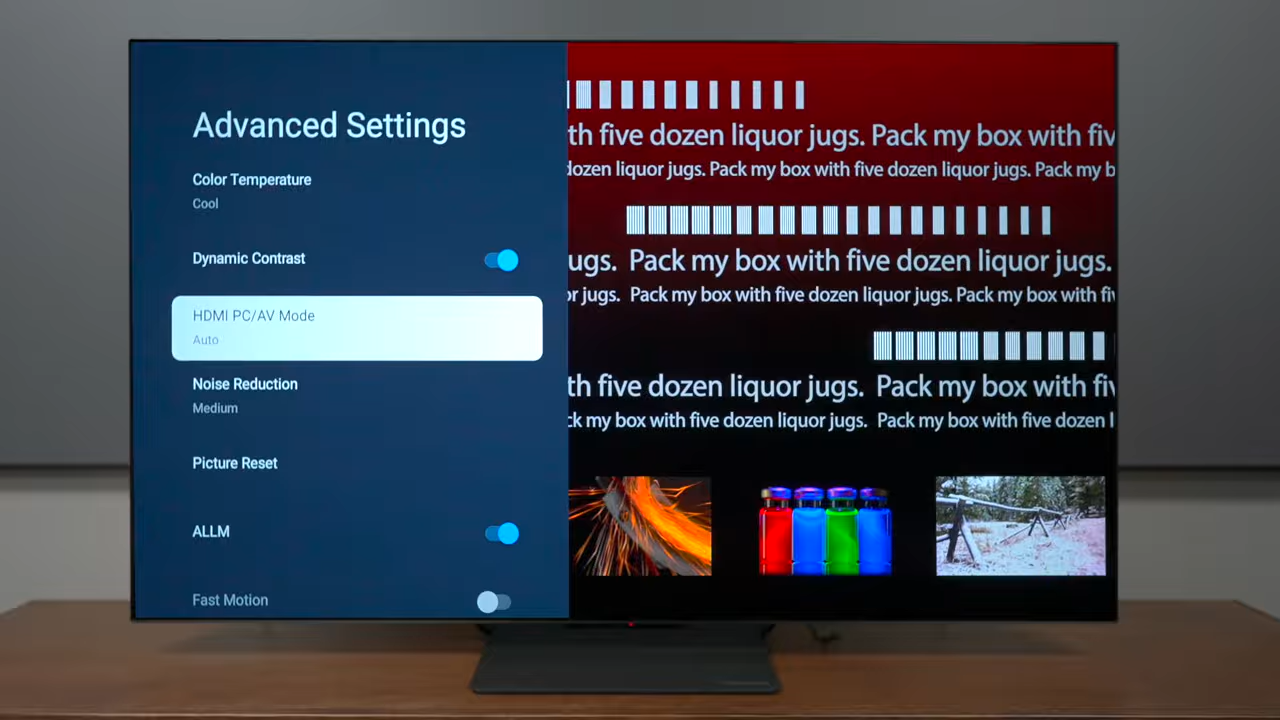 Advanced Settings
Color Temperature
Cool
Dynamic Contrast
HDMI PC/AV Mode
Auto
Noise Reduction
Medium
Picture Reset
ALLM
Fast Motion
th five dozen liquor jugs. Pack my box with fiv
dozen liquor jugs. Pack my box with five dozen liquor jugs. Pack my b
ugs. Pack my box with five dozen liquor jugs.
or jugs. Pack my box with five dozen liquor jugs. Pack my box with fi
th five dozen liquor jugs. Pack my box with fiv
ck my box with five dozen liquor jugs. Pack my box with five dozen l